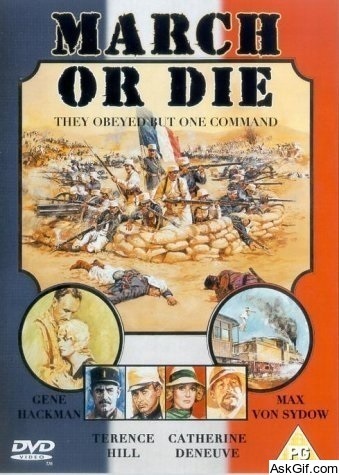 MARCH
OR DIE
THEY OBEYED BUT ONE COMMAND
GENE
HACKMAN
MAX
VON SYDOW
TERENCE
HILL
CATHERINE
DENEUVE
DVD
VIDEO
PG
AskGif.com